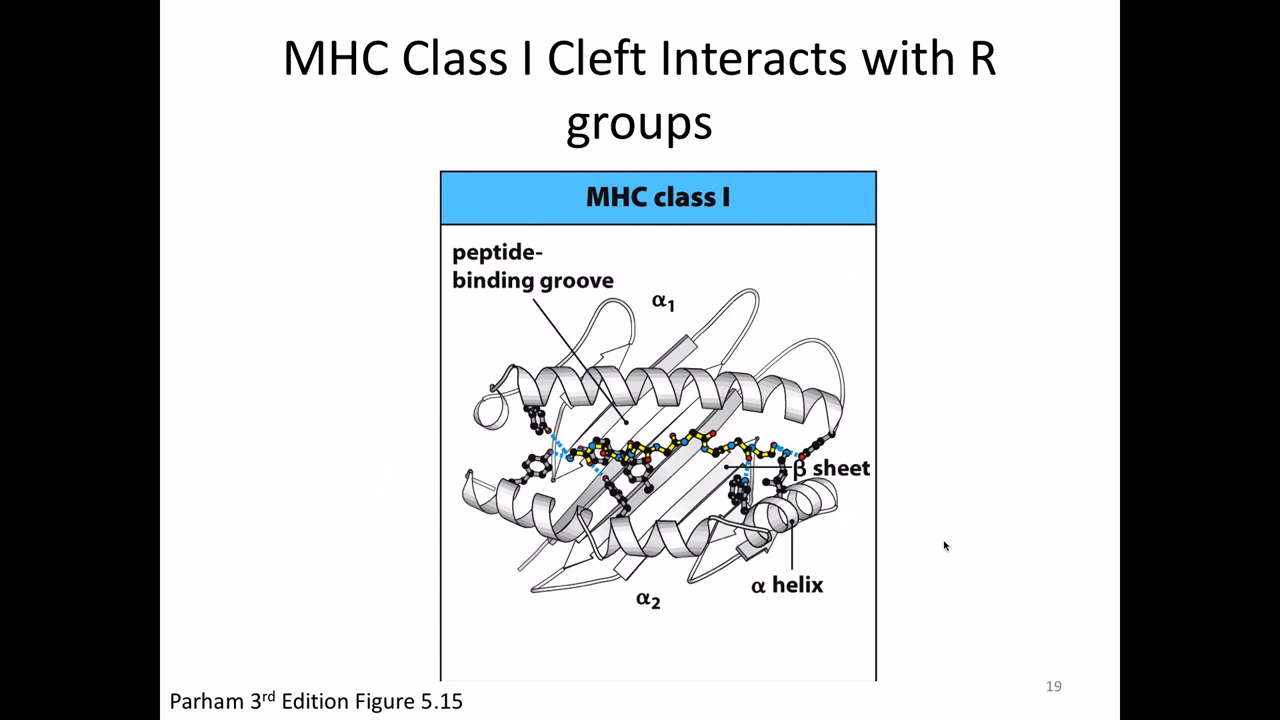 MHC Class I Cleft Interacts with R
groups
MHC class I
peptide-
binding groove
α₁
β sheet
α helix
α₂
Parham 3rd Edition Figure 5.15
19